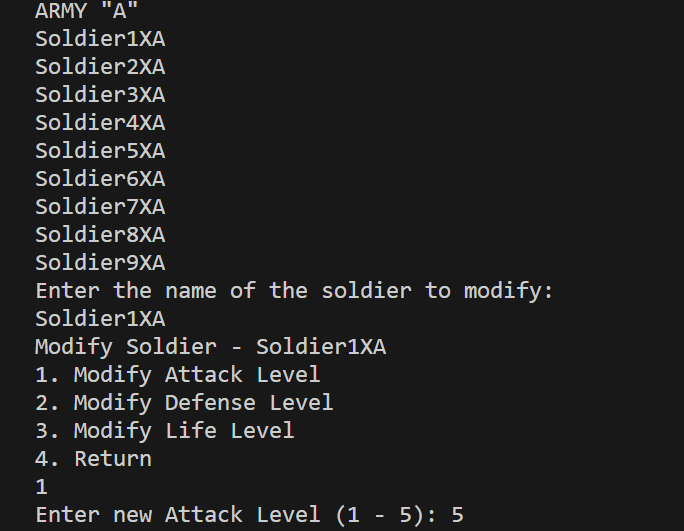 ARMY "A"
Soldier1XA
Soldier2XA
Soldier3XA
Soldier4XA
Soldier5XA
Soldier6XA
Soldier7XA
Soldier8XA
Soldier9XA
Enter the name of the soldier to modify:
Soldier1XA
Modify Soldier - Soldier1XA
1. Modify Attack Level
2. Modify Defense Level
3. Modify Life Level
4. Return
1
Enter new Attack Level (1 - 5): 5